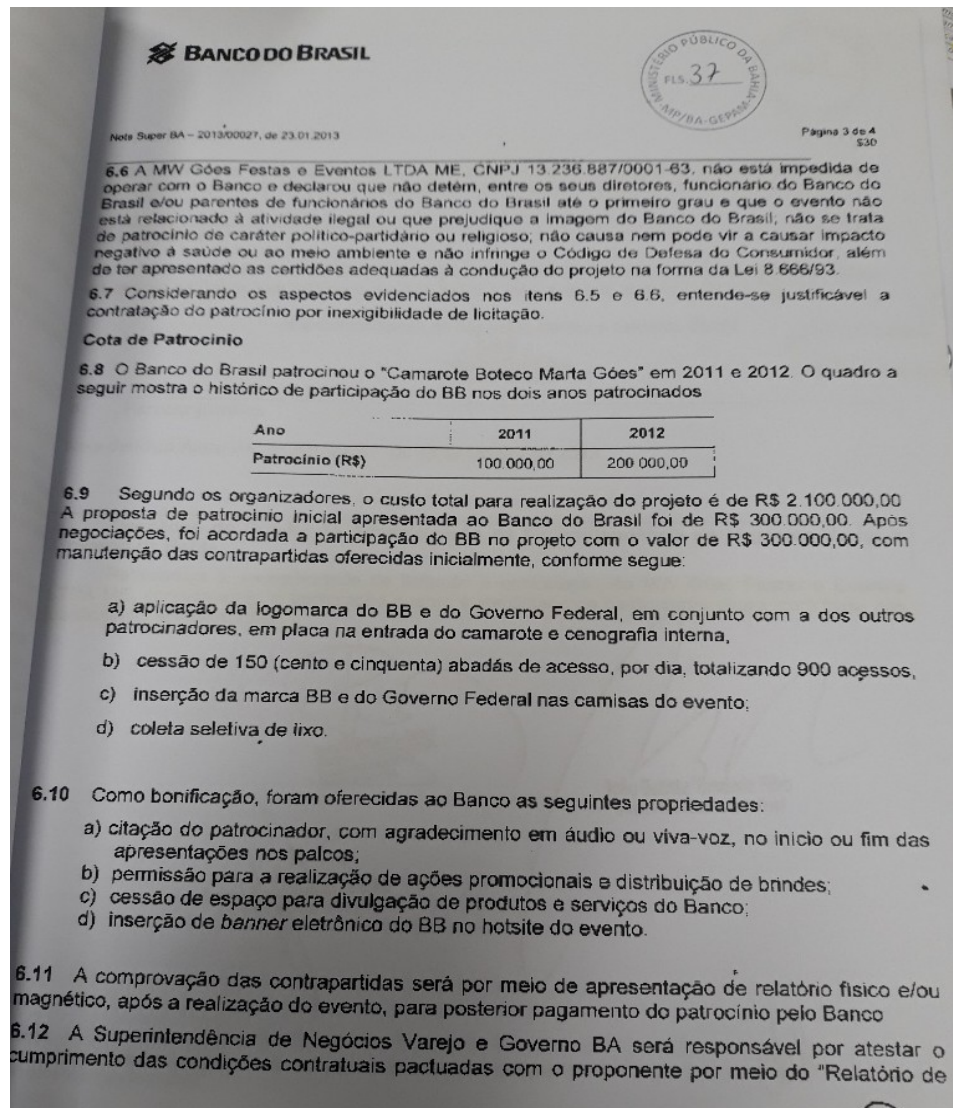 BANCO DO BRASIL
MINISTÉRIO PÚBLICO DA BAHIA
FLS. 37
-MP/BA-GEPAM-
Nota Super BA – 2013/00027, de 23.01.2013
Página 3 de 4
$30
6.6 A MW Góes Festas e Eventos LTDA ME, CNPJ 13.236.887/0001-63, não está impedida de
operar com o Banco e declarou que não detém, entre os seus diretores, funcionário do Banco do
Brasil e/ou parentes de funcionários do Banco do Brasil até o primeiro grau e que o evento não
está relacionado à atividade ilegal ou que prejudique a imagem do Banco do Brasil; não se trata
de patrocínio de caráter político-partidário ou religioso; não causa nem pode vir a causar impacto
negativo à saúde ou ao meio ambiente e não infringe o Código de Defesa do Consumidor, além
de ter apresentado as certidões adequadas à condução do projeto na forma da Lei 8.666/93.
6.7 Considerando os aspectos evidenciados nos itens 6.5 e 6.6, entende-se justificável a
contratação do patrocínio por inexigibilidade de licitação.
Cota de Patrocinio
6.8 O Banco do Brasil patrocinou o "Camarote Boteco Marta Góes" em 2011 e 2012. O quadro a
seguir mostra o histórico de participação do BB nos dois anos patrocinados
Ano 2011 2012
Patrocínio (R$) 100.000,00 200.000,00
6.9 Segundo os organizadores, o custo total para realização do projeto é de R$ 2.100.000,00
A proposta de patrocínio inicial apresentada ao Banco do Brasil foi de R$ 300.000,00. Após
negociações, foi acordada a participação do BB no projeto com o valor de R$ 300.000,00, com
manutenção das contrapartidas oferecidas inicialmente, conforme segue:
a) aplicação da logomarca do BB e do Governo Federal, em conjunto com a dos outros
patrocinadores, em placa na entrada do camarote e cenografia interna,
b) cessão de 150 (cento e cinquenta) abadás de acesso, por dia, totalizando 900 acessos,
c) inserção da marca BB e do Governo Federal nas camisas do evento;
d) coleta seletiva de lixo.
6.10 Como bonificação, foram oferecidas ao Banco as seguintes propriedades:
a) citação do patrocinador, com agradecimento em áudio ou viva-voz, no inicio ou fim das
apresentações nos palcos;
b) permissão para a realização de ações promocionais e distribuição de brindes;
c) cessão de espaço para divulgação de produtos e serviços do Banco;
d) inserção de banner eletrônico do BB no hotsite do evento.
6.11 A comprovação das contrapartidas será por meio de apresentação de relatório fisico e/ou
magnético, após a realização do evento, para posterior pagamento do patrocínio pelo Banco
6.12 A Superintendência de Negócios Varejo e Governo BA será responsável por atestar o
cumprimento das condições contratuais pactuadas com o proponente por meio do "Relatório de